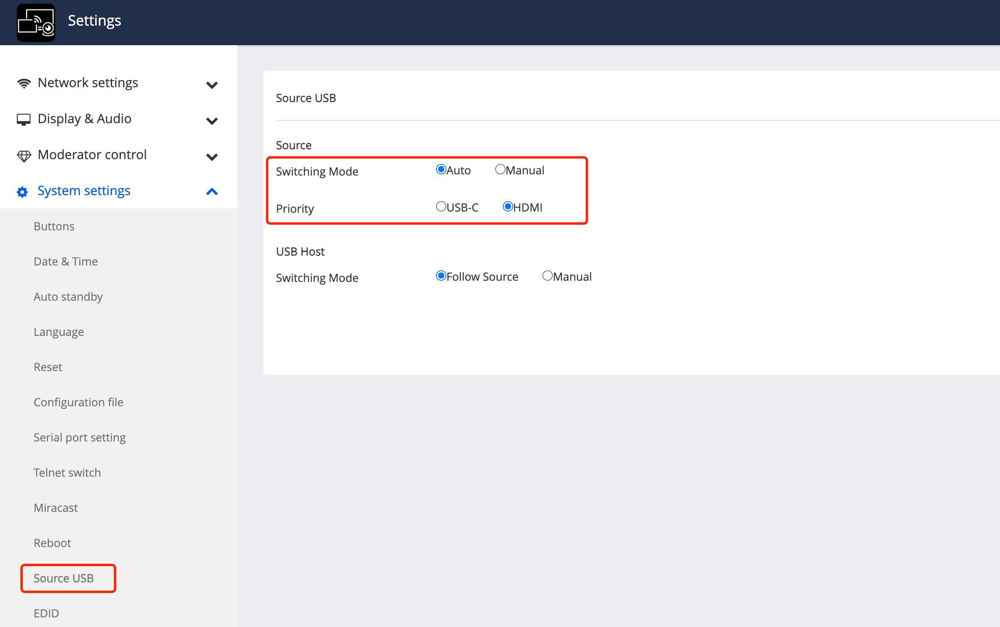 Settings
Network settings
Display & Audio
Moderator control
System settings
Buttons
Date & Time
Auto standby
Language
Reset
Configuration file
Serial port setting
Telnet switch
Miracast
Reboot
Source USB
EDID
Source USB
Source
Switching Mode Auto Manual
Priority USB-C HDMI
USB Host
Switching Mode Follow Source Manual